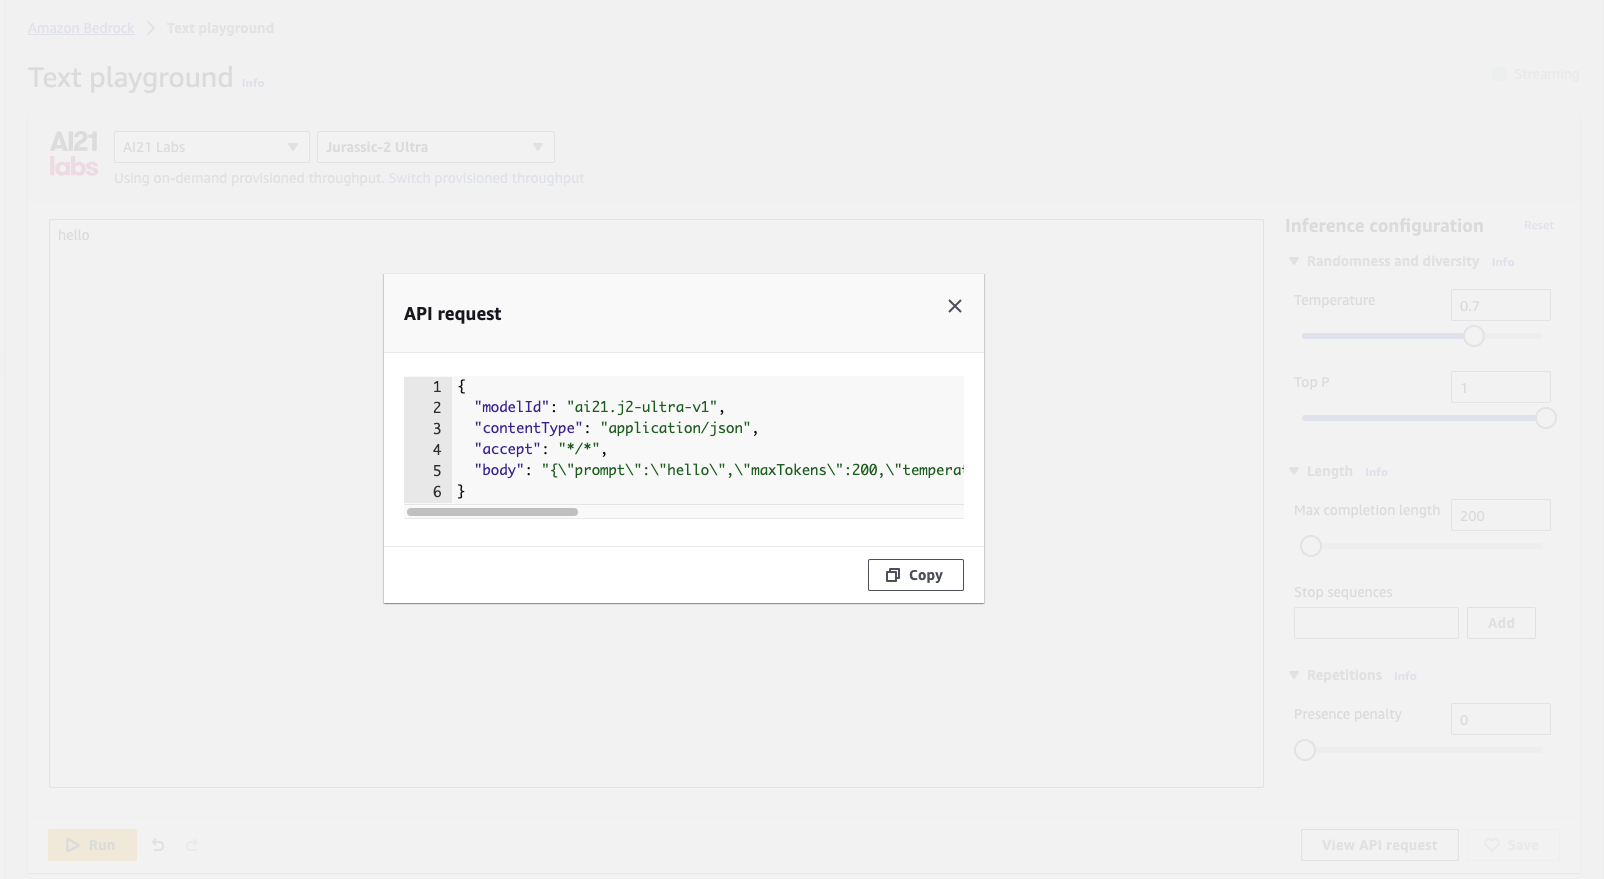 Amazon Bedrock > Text playground
Text playground Info
Streaming
AI21 labs
AI21 Labs
Jurassic-2 Ultra
Using on-demand provisioned throughput. Switch provisioned throughput
hello
Inference configuration Reset
Randomness and diversity Info
Temperature 0.7
Top P 1
Length Info
Max completion length 200
Stop sequences
Add
Repetitions Info
Presence penalty 0
API request
1 {
2 "modelId": "ai21.j2-ultra-v1",
3 "contentType": "application/json",
4 "accept": "*/*",
5 "body": "{\"prompt\":\"hello\",\"maxTokens\":200,\"tempera
6 }
Copy
Run
View API request
Save